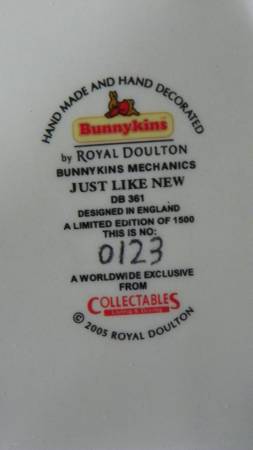 HAND MADE AND HAND DECORATED
Bunnykins
by ROYAL DOULTON
BUNNYKINS MECHANICS
JUST LIKE NEW
DB 361
DESIGNED IN ENGLAND
A LIMITED EDITION OF 1500
THIS IS NO:
0123
A WORLDWIDE EXCLUSIVE
FROM
COLLECTABLES
© 2005 ROYAL DOULTON